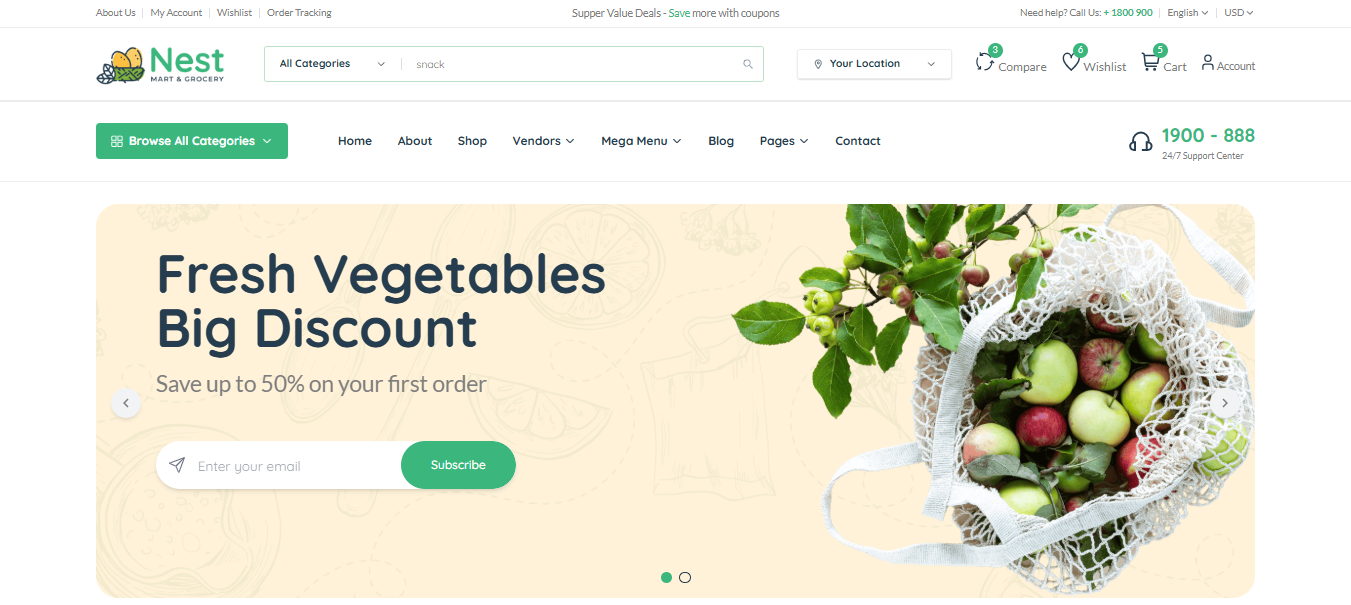 About Us My Account Wishlist Order Tracking
Supper Value Deals - Save more with coupons
Need help? Call Us: + 1800 900 English USD
Nest
MART & GROCERY
All Categories
snack
Your Location
3
Compare
6
Wishlist
5
Cart
Account
Browse All Categories
Home About Shop Vendors Mega Menu Blog Pages Contact
1900 - 888
24/7 Support Center
Fresh Vegetables
Big Discount
Save up to 50% on your first order
Enter your email
Subscribe